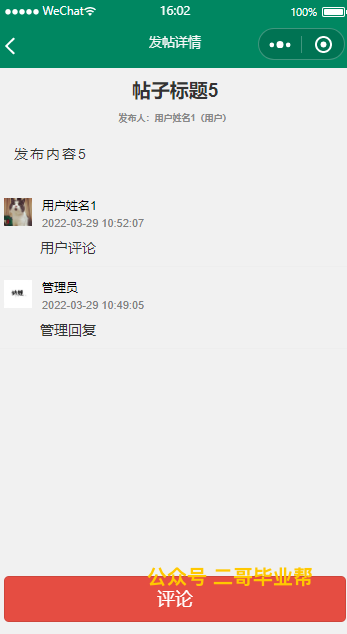 WeChat 16:02 100%
发帖详情
帖子标题5
发布人：用户姓名1（用户）
发布内容5
用户姓名1
2022-03-29 10:52:07
用户评论
管理员
2022-03-29 10:49:05
管理回复
公众号 二哥毕业帮
评论